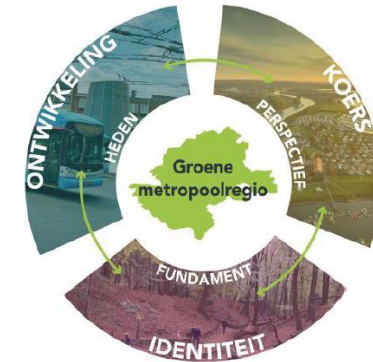 ONTWIKKELING
HEDEN
KOERS
PERSPECTIEF
Groene
metropoolregio
FUNDAMENT
IDENTITEIT